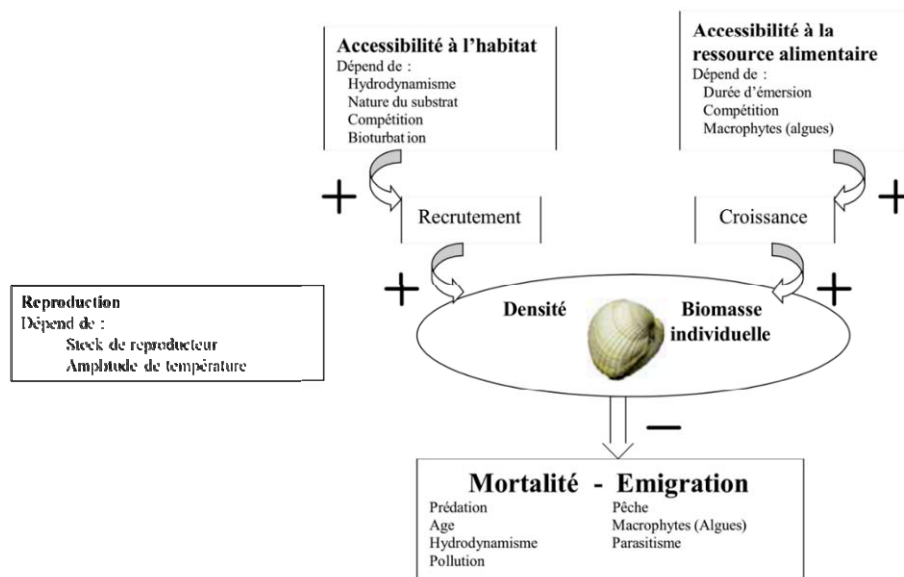 Accessibilité à l'habitat
Dépend de :
Hydrodynamisme
Nature du substrat
Compétition
Bioturbation
Accessibilité à la
ressource alimentaire
Dépend de :
Durée d'émersion
Compétition
Macrophytes (algues)
+
+
Recrutement
Croissance
+
+
Reproduction
Dépend de :
Stock de reproducteur
Amplitude de température
Densité
Biomasse
individuelle
—
Mortalité - Emigration
Prédation
Age
Hydrodynamisme
Pollution
Pêche
Macrophytes (Algues)
Parasitisme